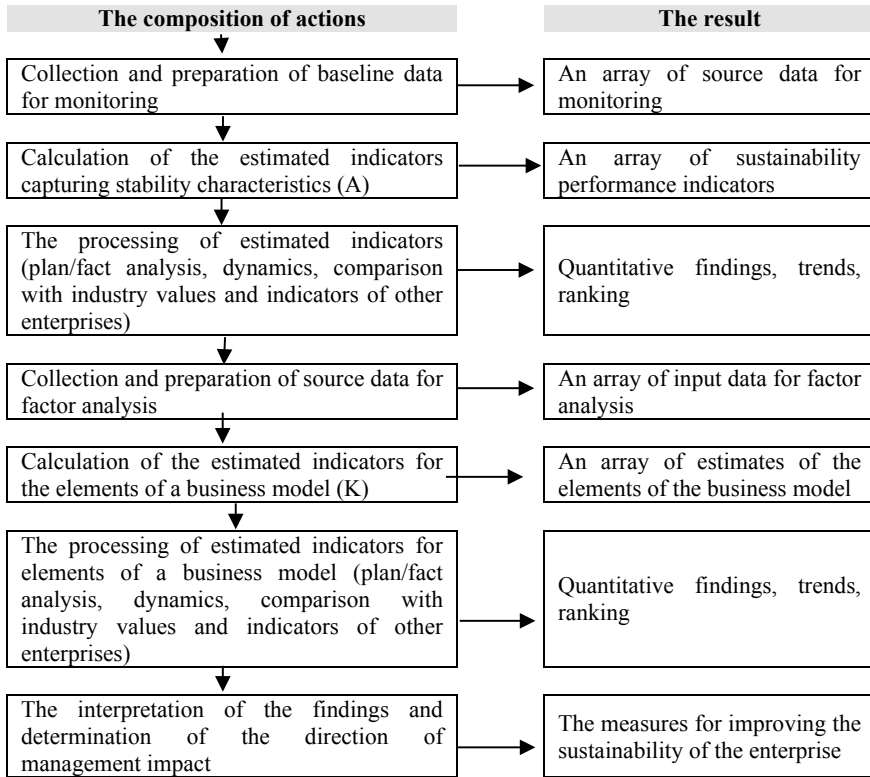 The composition of actions
The result
Collection and preparation of baseline data
for monitoring
An array of source data for
monitoring
Calculation of the estimated indicators
capturing stability characteristics (A)
An array of sustainability
performance indicators
The processing of estimated indicators
(plan/fact analysis, dynamics, comparison
with industry values and indicators of other
enterprises)
Quantitative findings, trends,
ranking
Collection and preparation of source data for
factor analysis
An array of input data for factor
analysis
Calculation of the estimated indicators for
the elements of a business model (K)
An array of estimates of the
elements of the business model
The processing of estimated indicators for
elements of a business model (plan/fact
analysis, dynamics, comparison with
industry values and indicators of other
enterprises)
Quantitative findings, trends,
ranking
The interpretation of the findings and
determination of the direction of
management impact
The measures for improving the
sustainability of the enterprise